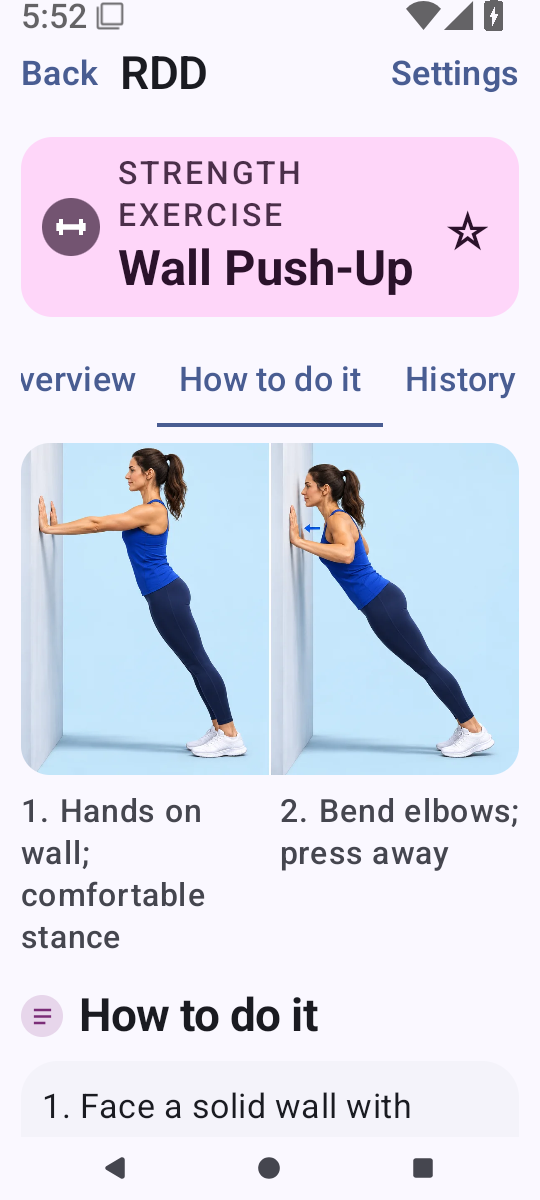 5:52
Back RDD Settings
STRENGTH
EXERCISE
Wall Push-Up
verview How to do it History
1. Hands on
wall;
comfortable
stance
2. Bend elbows;
press away
How to do it
1. Face a solid wall with